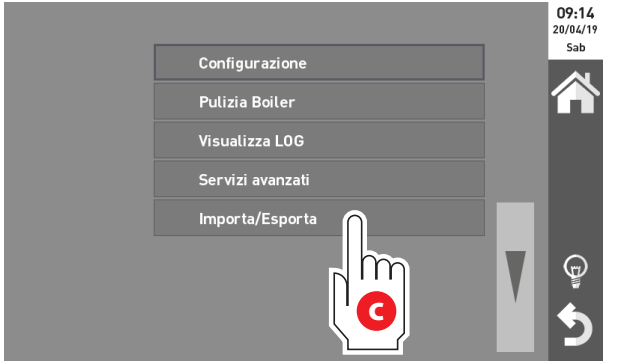 09:14
20/04/19
Sab
Configurazione
Pulizia Boiler
Visualizza LOG
Servizi avanzati
Importa/Esporta
C